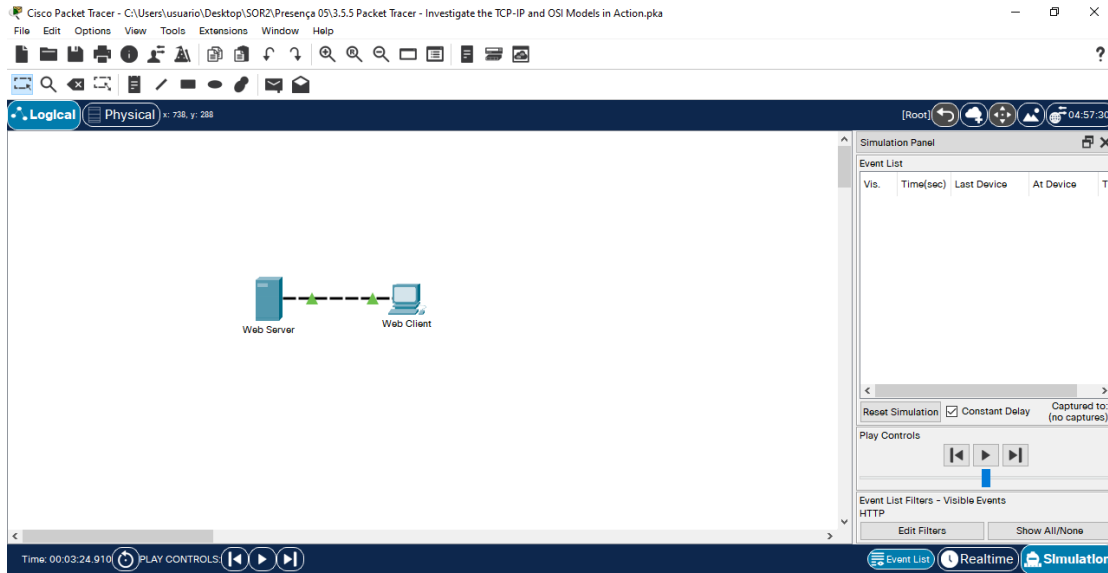 Cisco Packet Tracer - C:\Users\usuario\Desktop\SOR2\Presença 05\3.5.5 Packet Tracer - Investigate the TCP-IP and OSI Models in Action.pka
File Edit Options View Tools Extensions Window Help
?
Logical Physical x: 738, y: 288 [Root] 04:57:30
Simulation Panel
Event List
Vis. Time(sec) Last Device At Device T
Web Server
Web Client
Reset Simulation Constant Delay Captured to:
(no captures)
Play Controls
Event List Filters - Visible Events
HTTP
Edit Filters Show All/None
Time: 00:03:24.910 PLAY CONTROLS: Event List Realtime Simulation